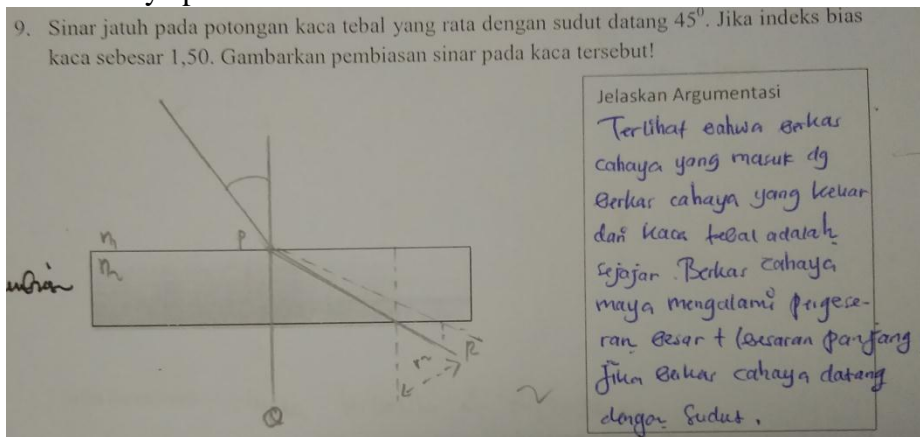 9. Sinar jatuh pada potongan kaca tebal yang rata dengan sudut datang 45⁰. Jika indeks bias
kaca sebesar 1,50. Gambarkan pembiasan sinar pada kaca tersebut!
Jelaskan Argumentasi
Terlihat bahwa berkas
cahaya yang masuk dg
berkas cahaya yang keluar
dari kaca tebal adalah
sejajar. Berkas cahaya
maya mengalami pergese-
ran besar t (besaran panjang
jika berkas cahaya datang
dengan sudut.
n₁
P
n₂
R
Q